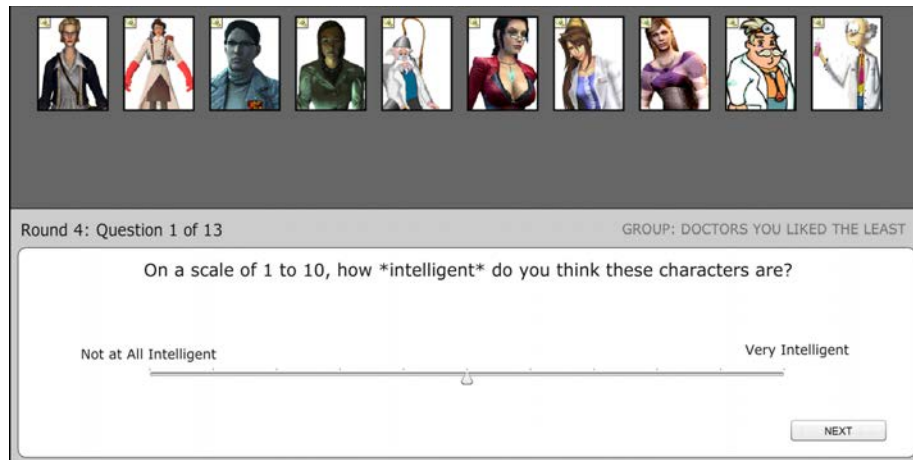 Round 4: Question 1 of 13
GROUP: DOCTORS YOU LIKED THE LEAST
On a scale of 1 to 10, how *intelligent* do you think these characters are?
Not at All Intelligent
Very Intelligent
NEXT